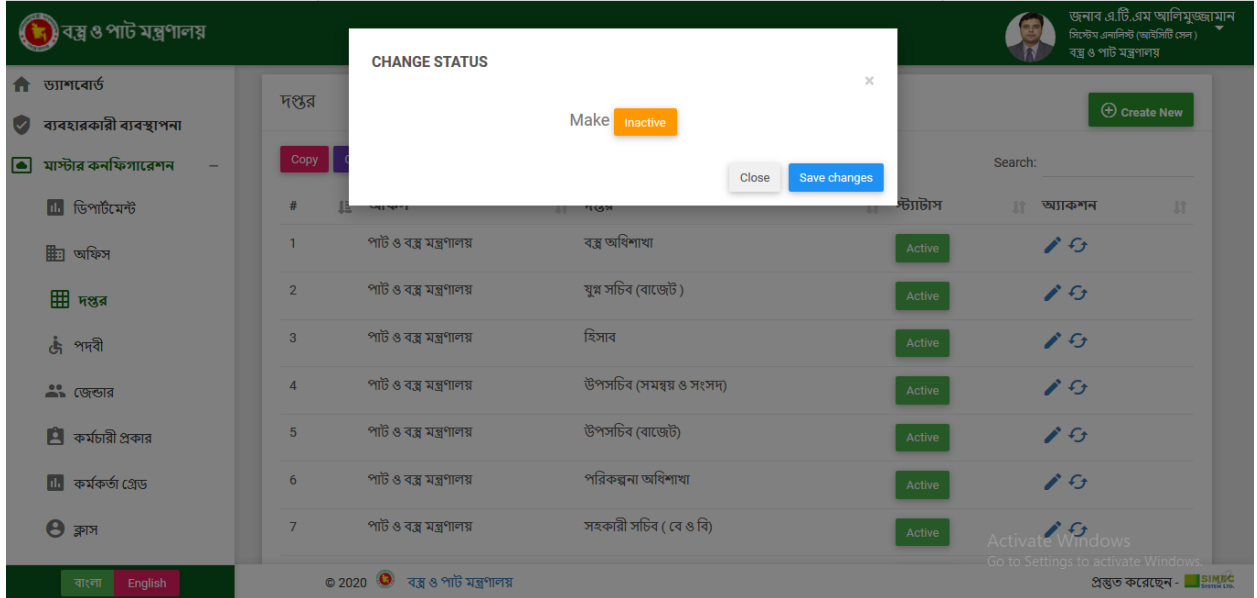 বস্ত্র ও পাট মন্ত্রণালয়
জনাব এ.টি.এম আলিমুজ্জামান
সিস্টেম এনালিস্ট (আইসিটি সেল)
বস্ত্র ও পাট মন্ত্রণালয়
CHANGE STATUS
×
Make Inactive
Close Save changes
ড্যাশবোর্ড
ব্যবহারকারী ব্যবস্থাপনা
মাস্টার কনফিগারেশন –
ডিপার্টমেন্ট
অফিস
দপ্তর
পদবী
জেন্ডার
কর্মচারী প্রকার
কর্মকর্তা গ্রেড
ক্লাস
বাংলা English
দপ্তর
Create New
Copy
Search:
# স্ট্যাটাস অ্যাকশন
1 পাট ও বস্ত্র মন্ত্রণালয় বস্ত্র অধিশাখা Active
2 পাট ও বস্ত্র মন্ত্রণালয় যুগ্ন সচিব (বাজেট ) Active
3 পাট ও বস্ত্র মন্ত্রণালয় হিসাব Active
4 পাট ও বস্ত্র মন্ত্রণালয় উপসচিব (সমন্বয় ও সংসদ) Active
5 পাট ও বস্ত্র মন্ত্রণালয় উপসচিব (বাজেট) Active
6 পাট ও বস্ত্র মন্ত্রণালয় পরিকল্পনা অধিশাখা Active
7 পাট ও বস্ত্র মন্ত্রণালয় সহকারী সচিব ( বে ও বি) Active
Activate Windows
Go to Settings to activate Windows.
© 2020 বস্ত্র ও পাট মন্ত্রণালয়
প্রস্তুত করেছেন - SIMEC
SYSTEM LTD.